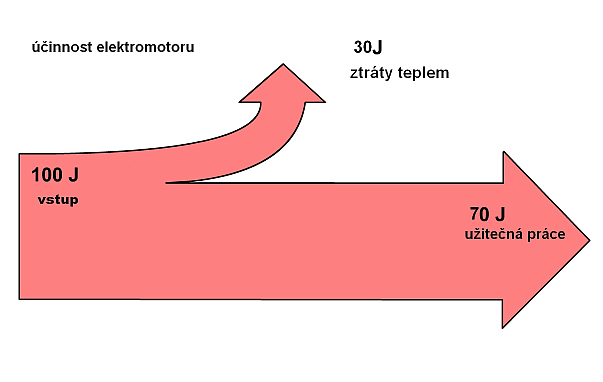 účinnost elektromotoru
30J
ztráty teplem
100 J
vstup
70 J
užitečná práce